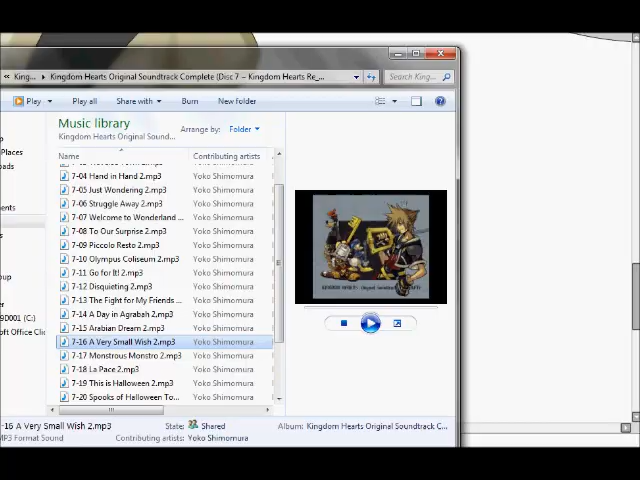 « King... ▸ Kingdom Hearts Original Soundtrack Complete (Disc 7 – Kingdom Hearts Re_...
Search King...
Play
Play all
Share with
Burn
New folder
Music library
Kingdom Hearts Original Sound...
Arrange by: Folder
Name
Contributing artists
7-04 Hand in Hand 2.mp3 Yoko Shimomura
7-05 Just Wondering 2.mp3 Yoko Shimomura
7-06 Struggle Away 2.mp3 Yoko Shimomura
7-07 Welcome to Wonderland ... Yoko Shimomura
7-08 To Our Surprise 2.mp3 Yoko Shimomura
7-09 Piccolo Resto 2.mp3 Yoko Shimomura
7-10 Olympus Coliseum 2.mp3 Yoko Shimomura
7-11 Go for It! 2.mp3 Yoko Shimomura
7-12 Disquieting 2.mp3 Yoko Shimomura
7-13 The Fight for My Friends ... Yoko Shimomura
7-14 A Day in Agrabah 2.mp3 Yoko Shimomura
7-15 Arabian Dream 2.mp3 Yoko Shimomura
7-16 A Very Small Wish 2.mp3 Yoko Shimomura
7-17 Monstrous Monstro 2.mp3 Yoko Shimomura
7-18 La Pace 2.mp3 Yoko Shimomura
7-19 This is Halloween 2.mp3 Yoko Shimomura
7-20 Spooks of Halloween To... Yoko Shimomura
Places
oads
ents
oup
9D001 (C:)
oft Office Clic
-16 A Very Small Wish 2.mp3
State: Shared
Album: Kingdom Hearts Original Soundtrack C...
MP3 Format Sound
Contributing artists: Yoko Shimomura